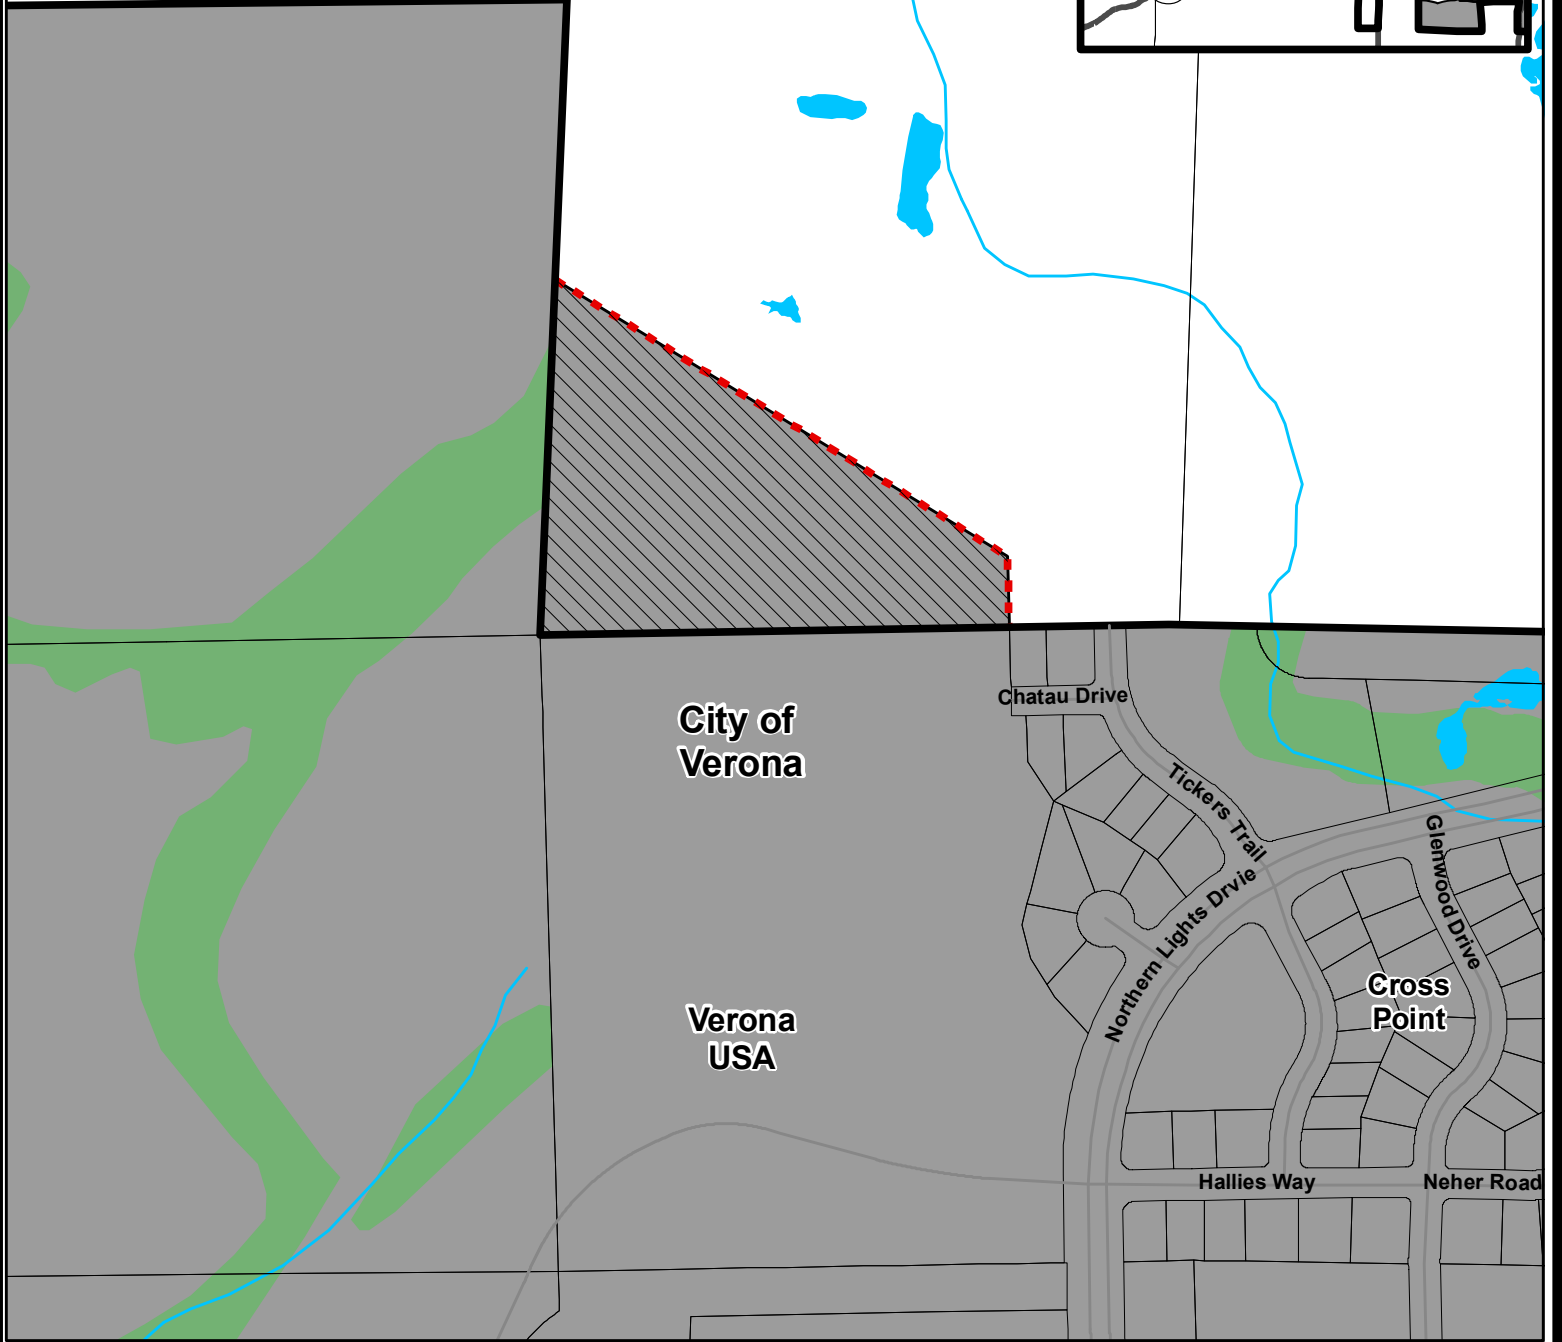 Chatau Drive
City of
Verona
Tickers Trail
Glenwood Drive
Northern Lights Drvie
Cross
Point
Verona
USA
Hallies Way
Neher Road